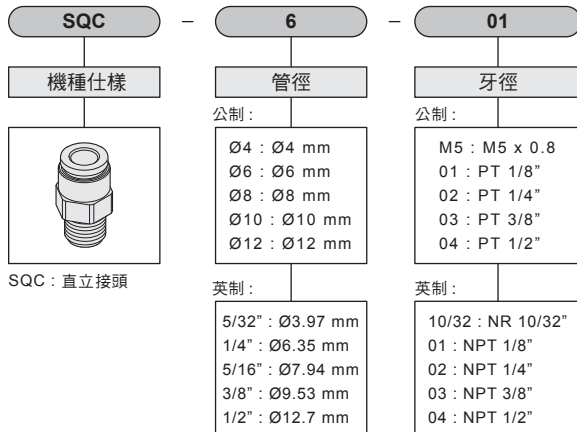 SQC – 6 – 01
機種仕樣
SQC : 直立接頭
管徑
公制 :
Ø4 : Ø4 mm
Ø6 : Ø6 mm
Ø8 : Ø8 mm
Ø10 : Ø10 mm
Ø12 : Ø12 mm
英制 :
5/32” : Ø3.97 mm
1/4” : Ø6.35 mm
5/16” : Ø7.94 mm
3/8” : Ø9.53 mm
1/2” : Ø12.7 mm
牙徑
公制 :
M5 : M5 x 0.8
01 : PT 1/8”
02 : PT 1/4”
03 : PT 3/8”
04 : PT 1/2”
英制 :
10/32 : NR 10/32”
01 : NPT 1/8”
02 : NPT 1/4”
03 : NPT 3/8”
04 : NPT 1/2”